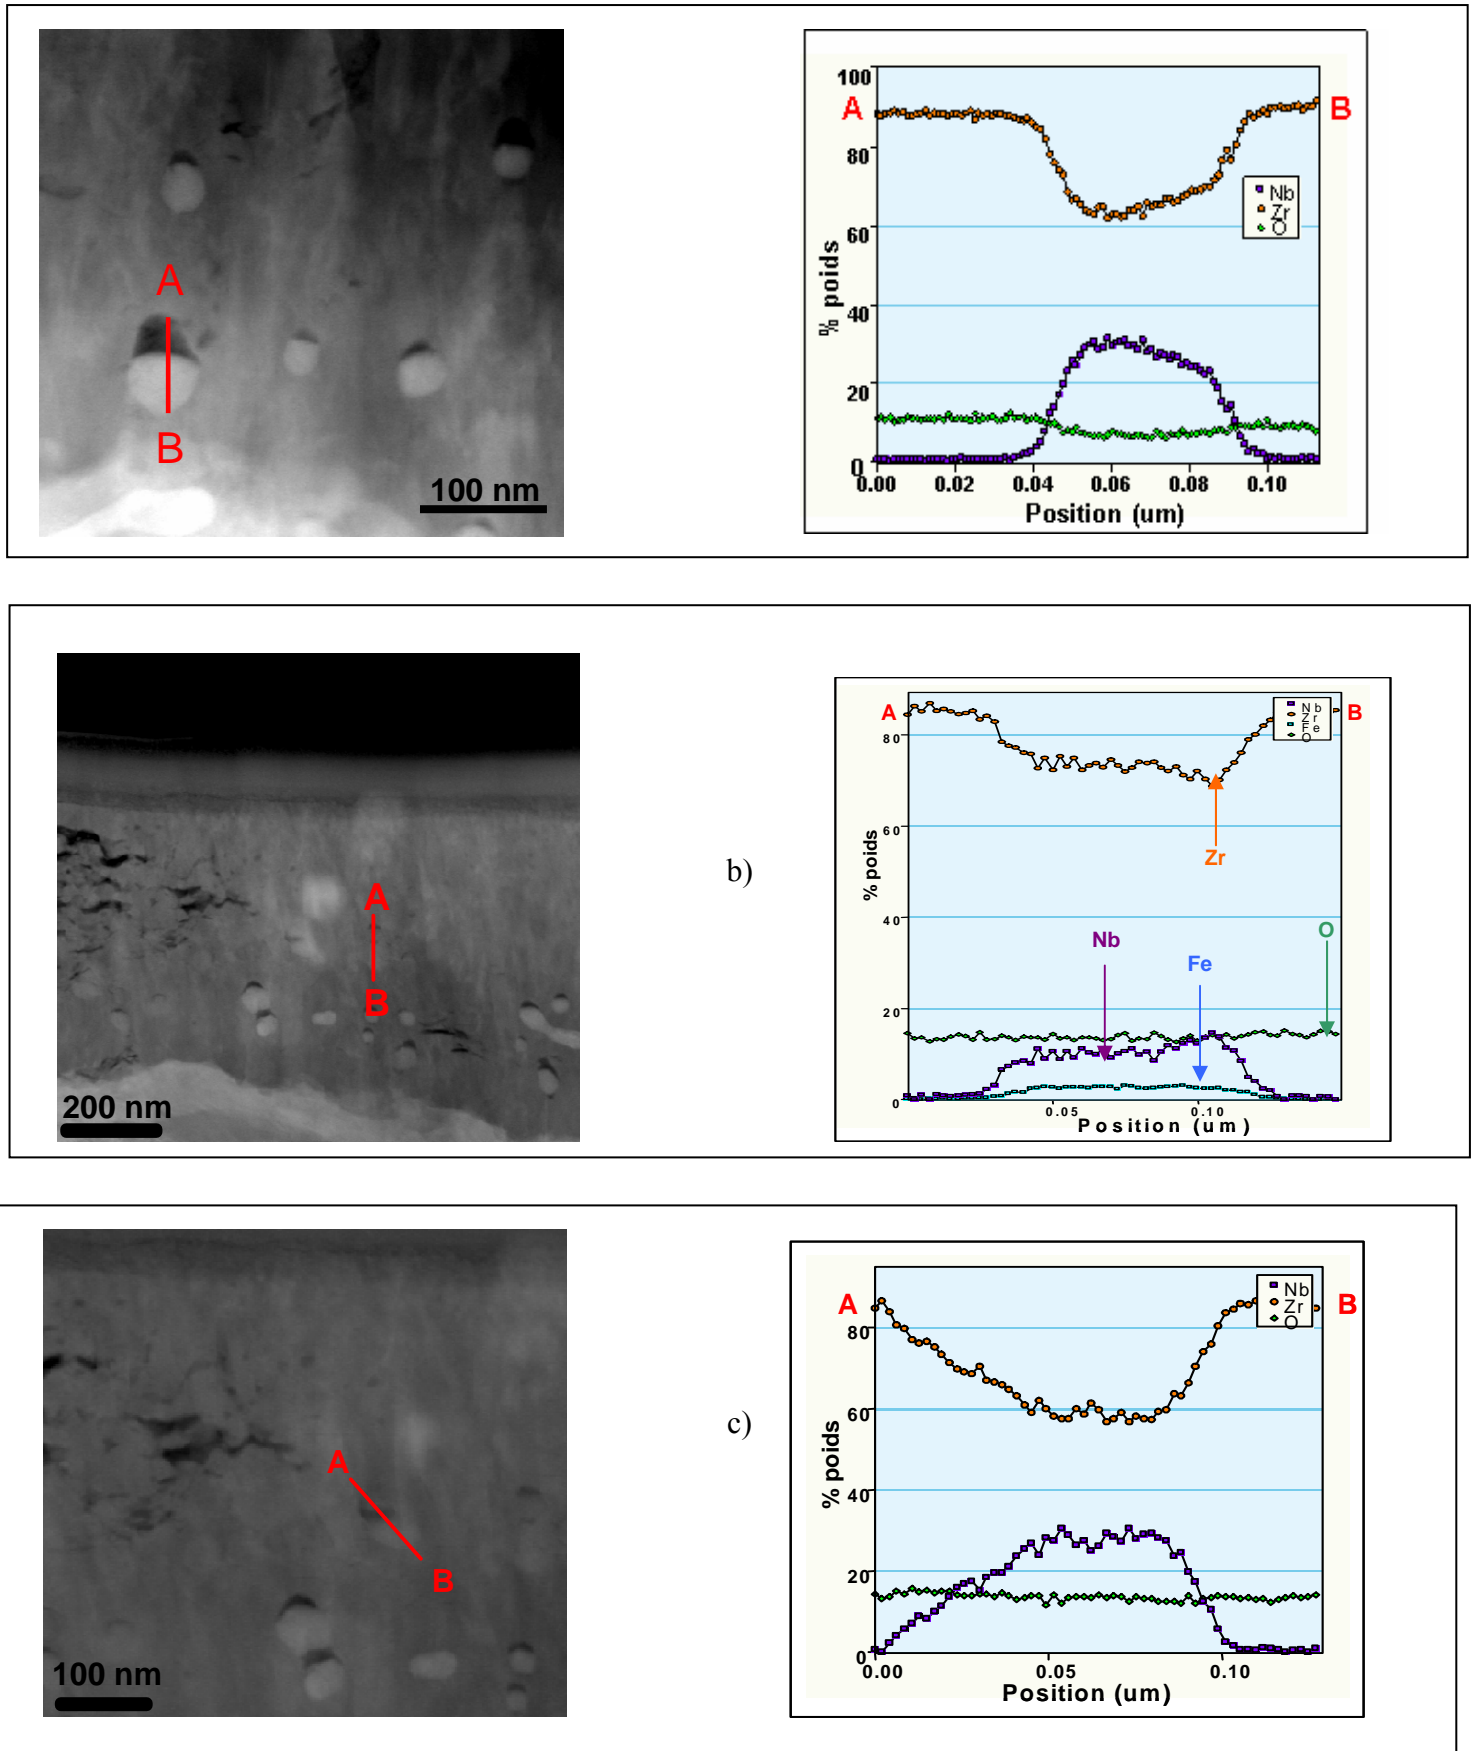 A
B
100 nm
100
80
60
40
20
0
% poids
A
B
Nb
Zr
O
0.00 0.02 0.04 0.06 0.08 0.10
Position (um)
A
B
200 nm
b)
80
60
40
20
0
% poids
A
B
Nb
Zr
Fe
O
Zr
Nb
Fe
O
0.05 0.10
Position (um)
A
B
100 nm
c)
80
60
40
20
0
% poids
A
B
Nb
Zr
O
0.00 0.05 0.10
Position (um)